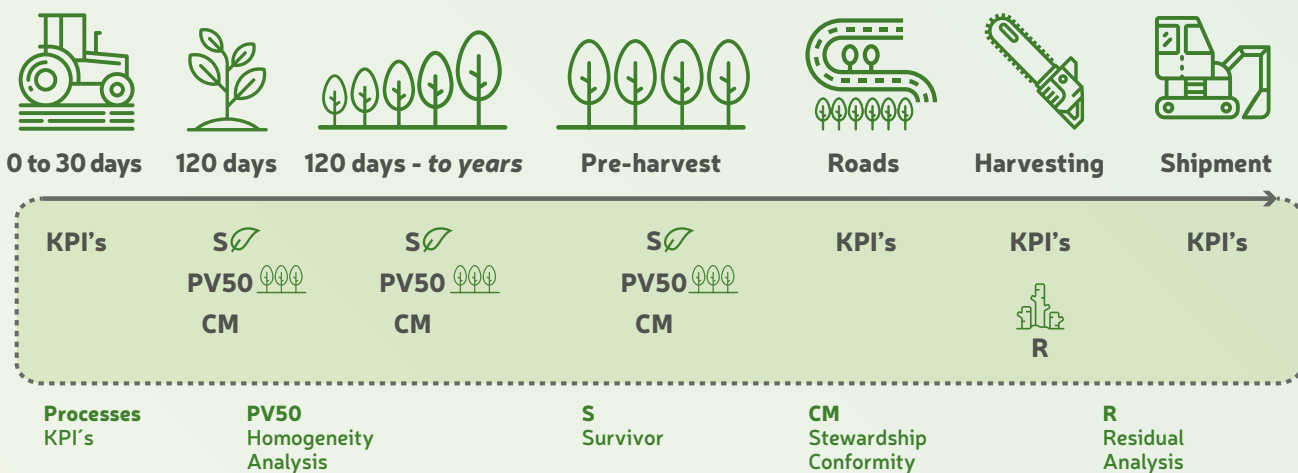 0 to 30 days
120 days
120 days - to years
Pre-harvest
Roads
Harvesting
Shipment
KPI's
S
PV50
CM
S
PV50
CM
S
PV50
CM
KPI's
KPI's
R
KPI's
Processes
KPI´s
PV50
Homogeneity
Analysis
S
Survivor
CM
Stewardship
Conformity
R
Residual
Analysis